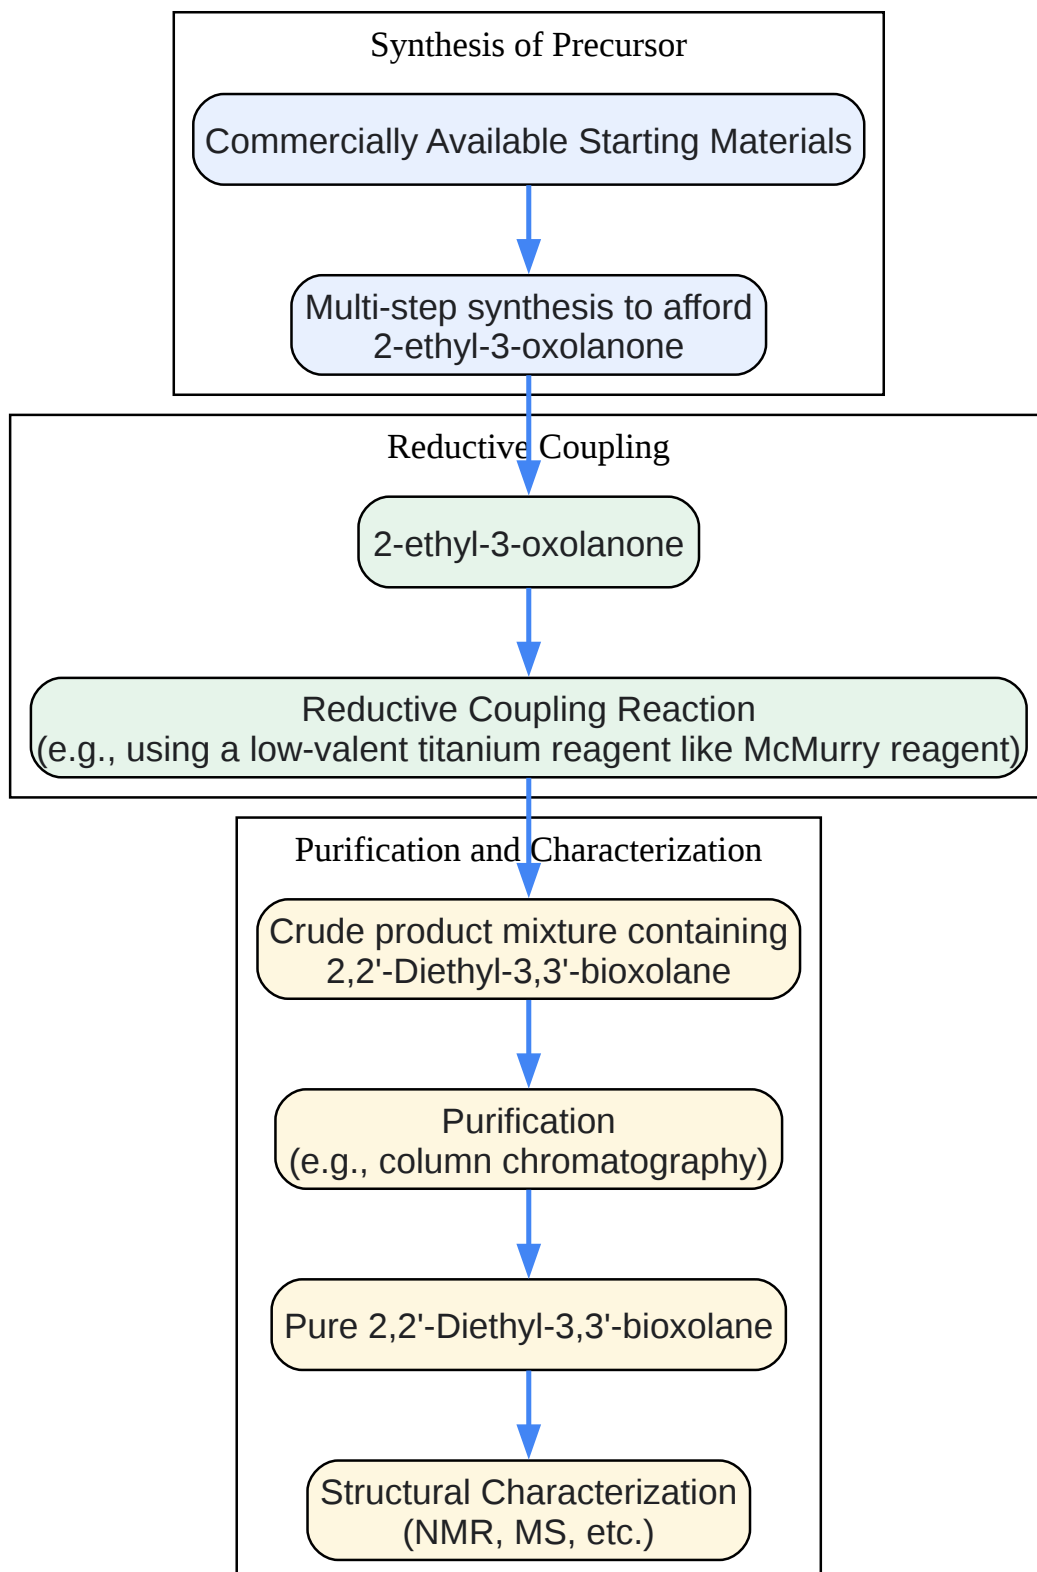 Synthesis of Precursor
Commercially Available Starting Materials
Multi-step synthesis to afford
2-ethyl-3-oxolanone
Reductive Coupling
2-ethyl-3-oxolanone
Reductive Coupling Reaction
(e.g., using a low-valent titanium reagent like McMurry reagent)
Purification and Characterization
Crude product mixture containing
2,2'-Diethyl-3,3'-bioxolane
Purification
(e.g., column chromatography)
Pure 2,2'-Diethyl-3,3'-bioxolane
Structural Characterization
(NMR, MS, etc.)